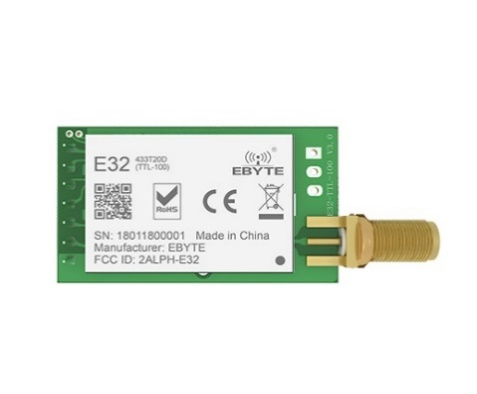 E32 433T20D
(TTL-100)
EBYTE
®
RoHS
CE
SN: 18011800001 Made in China
Manufacturer: EBYTE
FCC ID: 2ALPH-E32
E32-TTL-100 V3.0